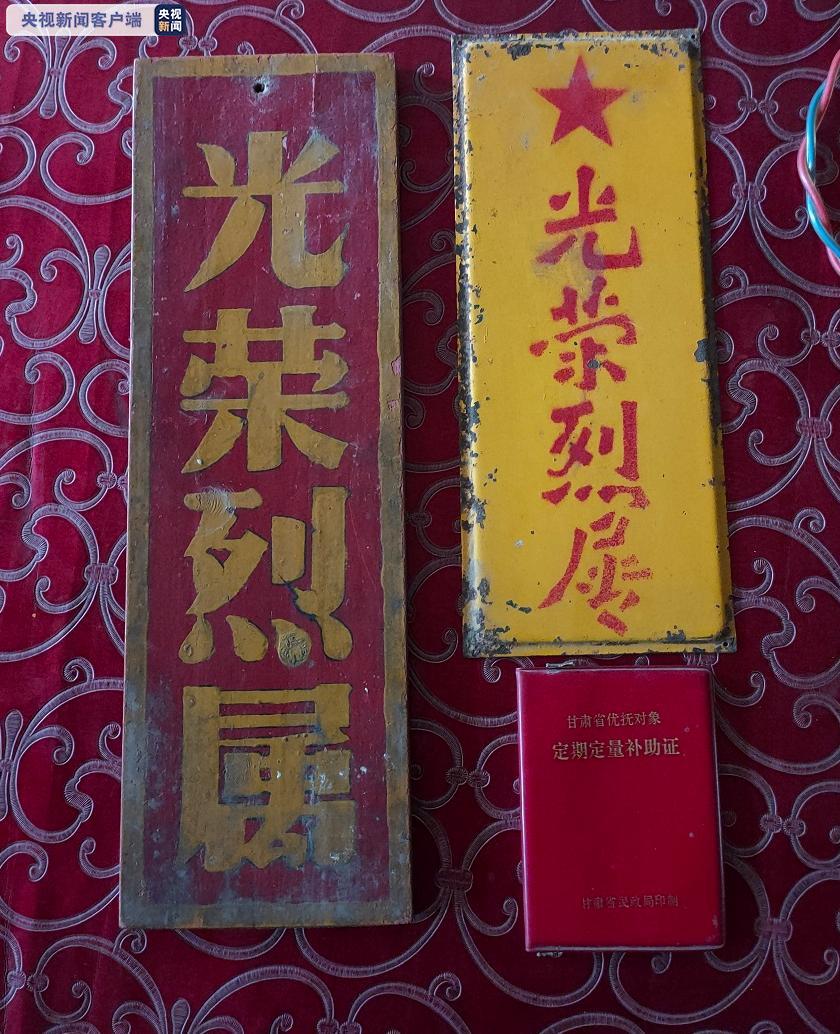 央视新闻客户端
央视
新闻
光荣烈属
光荣烈属
甘肃省优抚对象
定期定量补助证
甘肃省民政局印制